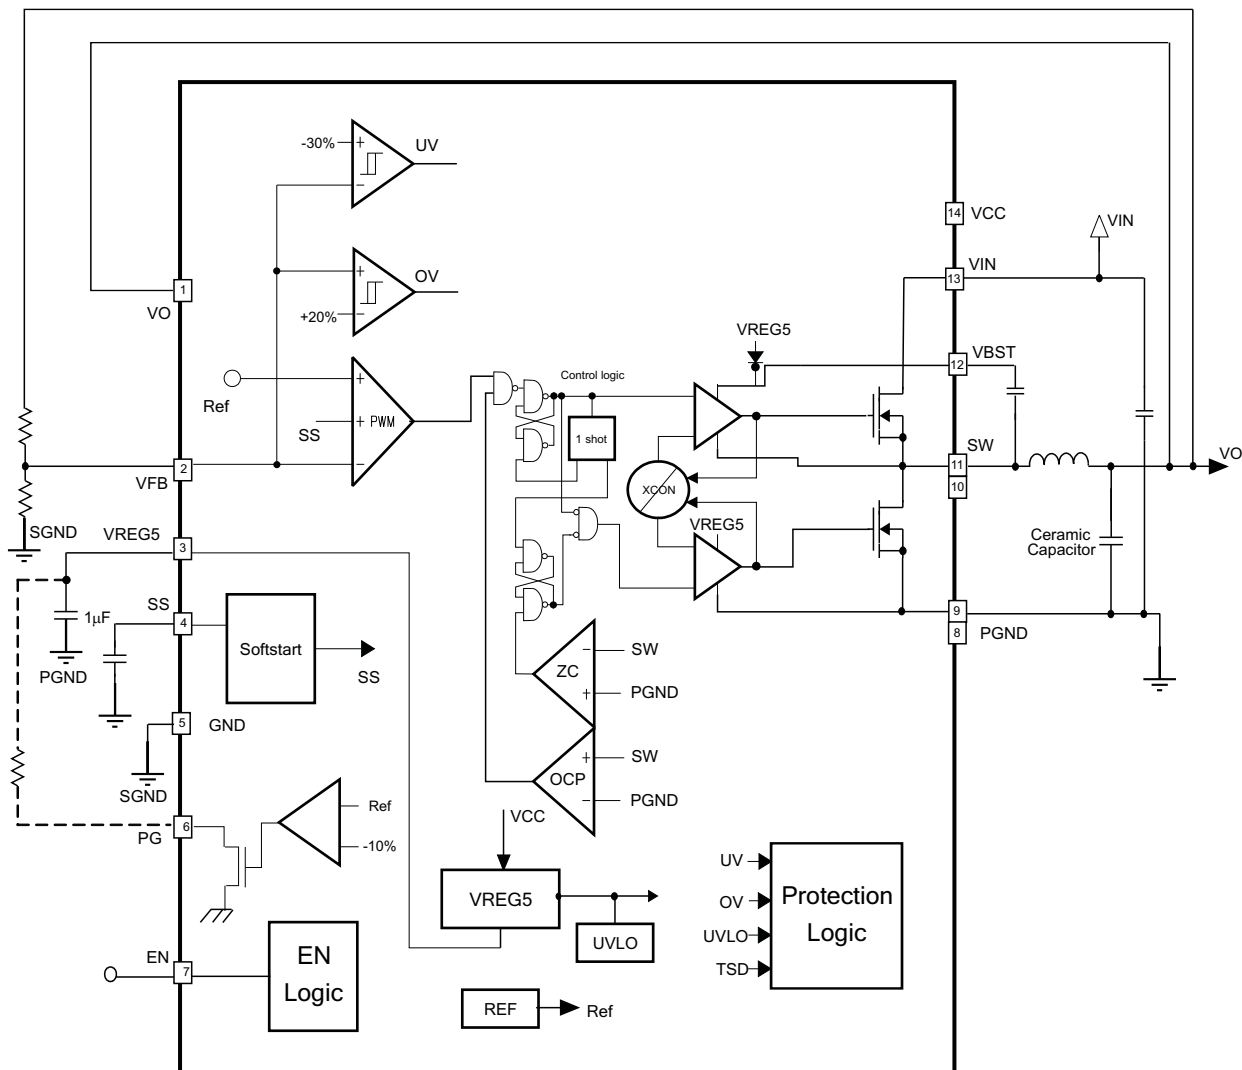 -30%
+
−
UV
+
+20%
−
OV
14
VCC
VIN
VIN
13
1
VO
Ref
SS
+
+
−
PWM
Control logic
1 shot
VREG5
12
VBST
SW
11
10
VO
2
VFB
SGND
VREG5
3
XCON
VREG5
Ceramic
Capacitor
1μF
PGND
SS
4
Softstart
SS
9
8
PGND
−
SW
ZC
+
PGND
5
GND
SGND
+
SW
OCP
−
PGND
6
PG
Ref
-10%
VCC
VREG5
UVLO
UV
OV
UVLO
TSD
Protection
Logic
EN
7
EN
Logic
REF
Ref